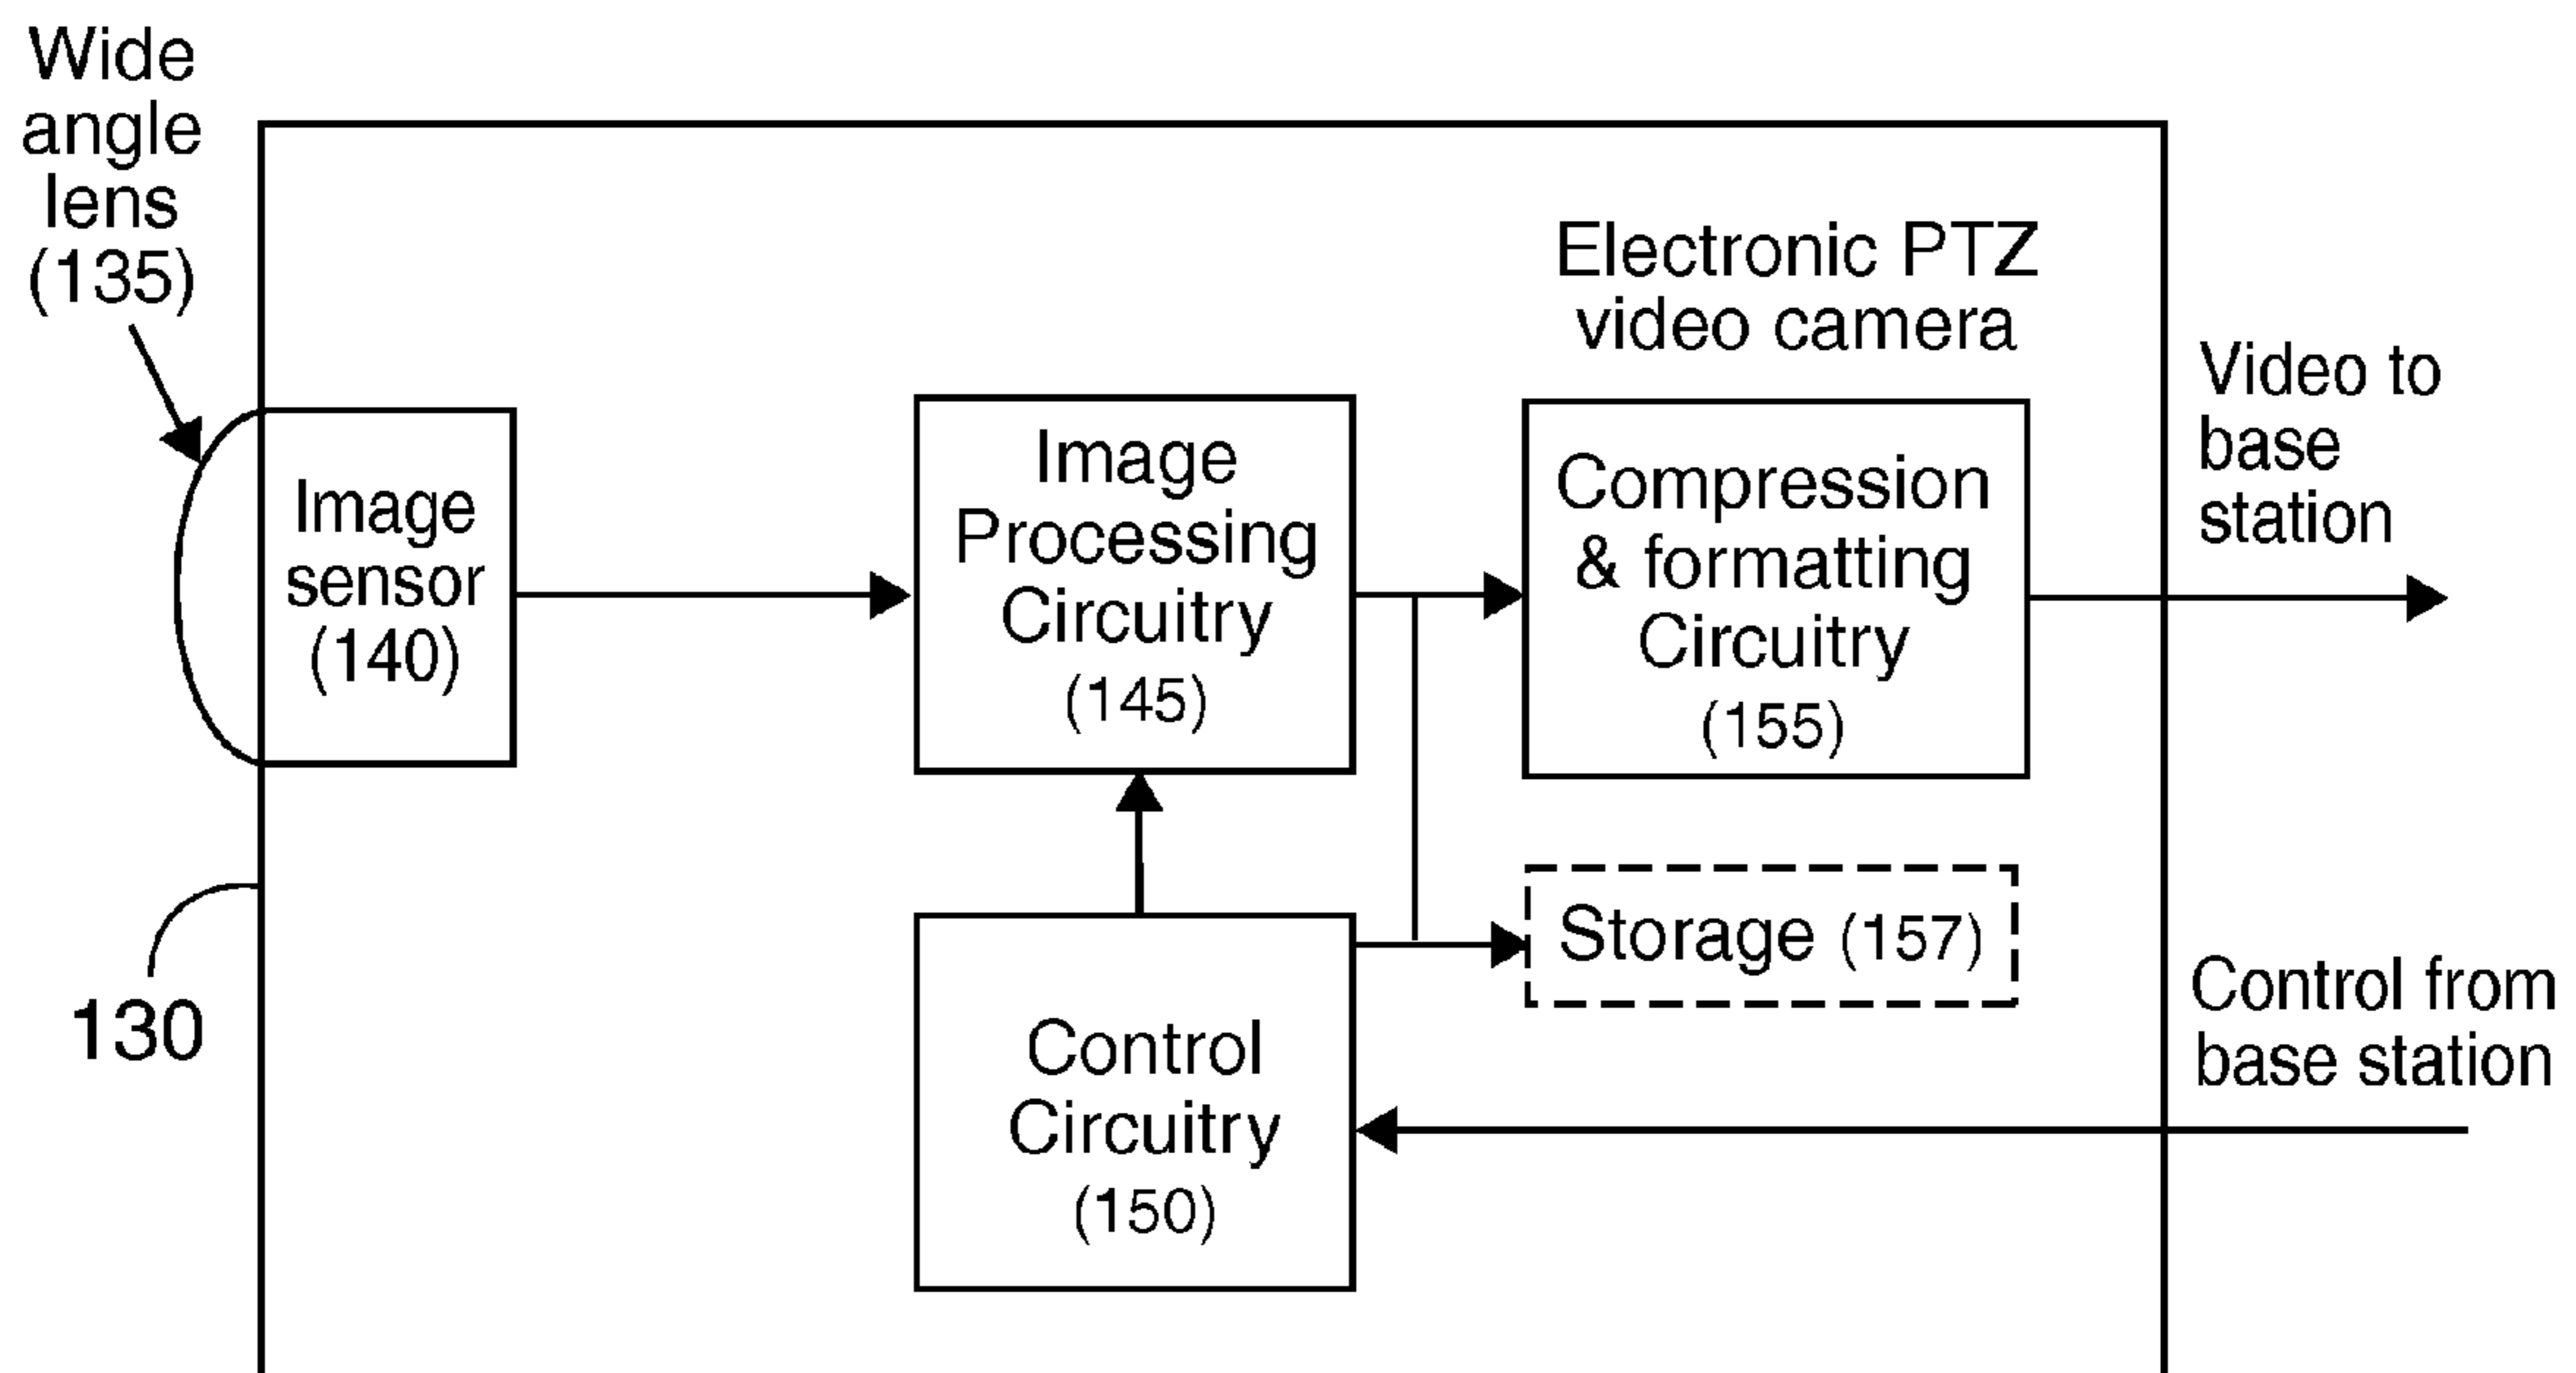 Wide
angle
lens
(135)
Electronic PTZ
video camera
Video to
base
station
Image
sensor
(140)
Image
Processing
Circuitry
(145)
Compression
& formatting
Circuitry
(155)
Storage (157)
Control from
base station
130
Control
Circuitry
(150)